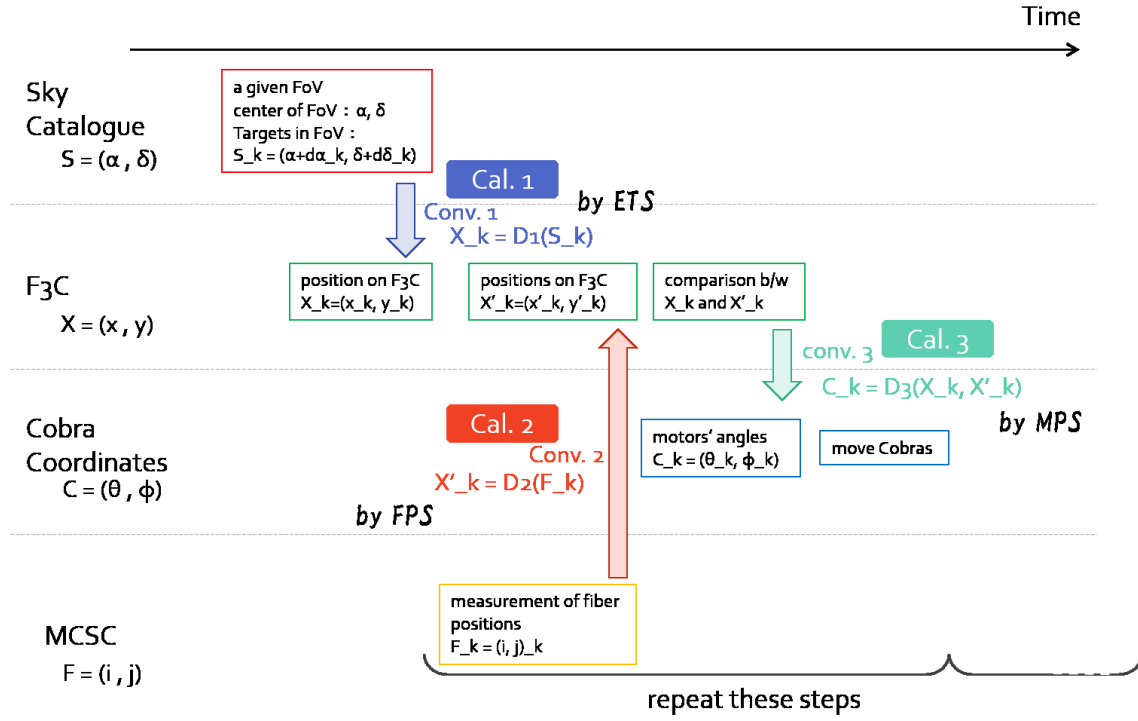 Time
Sky
Catalogue
S = (α , δ)
a given FoV
center of FoV : α, δ
Targets in FoV :
S_k = (α+dα_k, δ+dδ_k)
Cal. 1
by ETS
Conv. 1
X_k = D1(S_k)
F3C
X = (x , y)
position on F3C
X_k=(x_k, y_k)
positions on F3C
X’_k=(x’_k, y’_k)
comparison b/w
X_k and X’_k
conv. 3
Cal. 3
C_k = D3(X_k, X’_k)
by MPS
Cobra
Coordinates
C = (θ , ϕ)
Cal. 2
Conv. 2
X’_k = D2(F_k)
by FPS
motors’ angles
C_k = (θ_k, ϕ_k)
move Cobras
MCSC
F = (i , j)
measurement of fiber
positions
F_k = (i, j)_k
repeat these steps